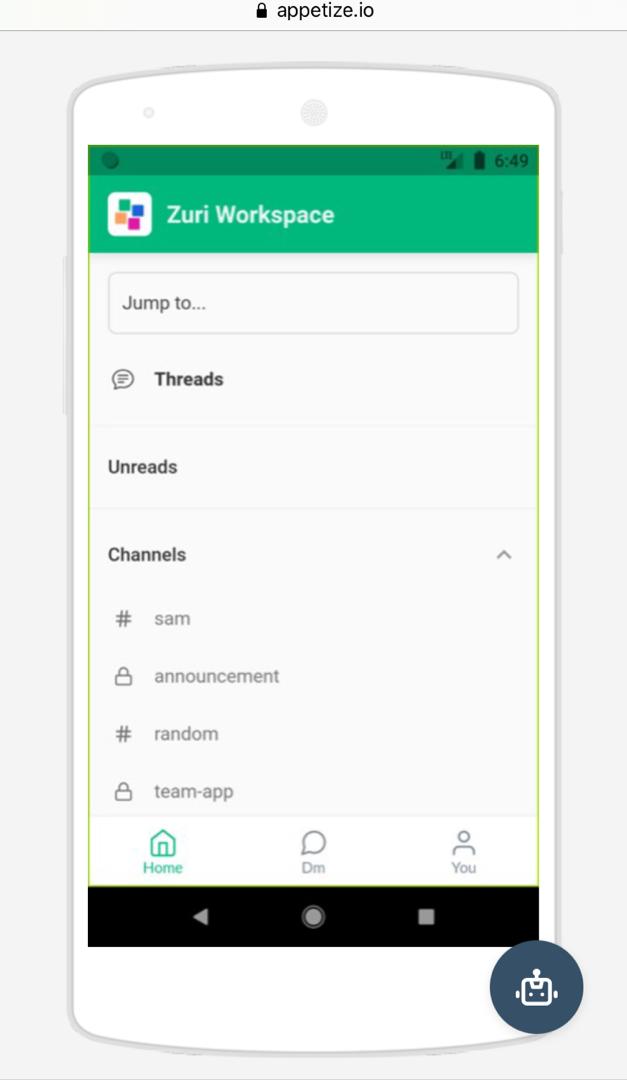 appetize.io
LTE 6:49
Zuri Workspace
Jump to...
Threads
Unreads
Channels
# sam
announcement
# random
team-app
Home Dm You